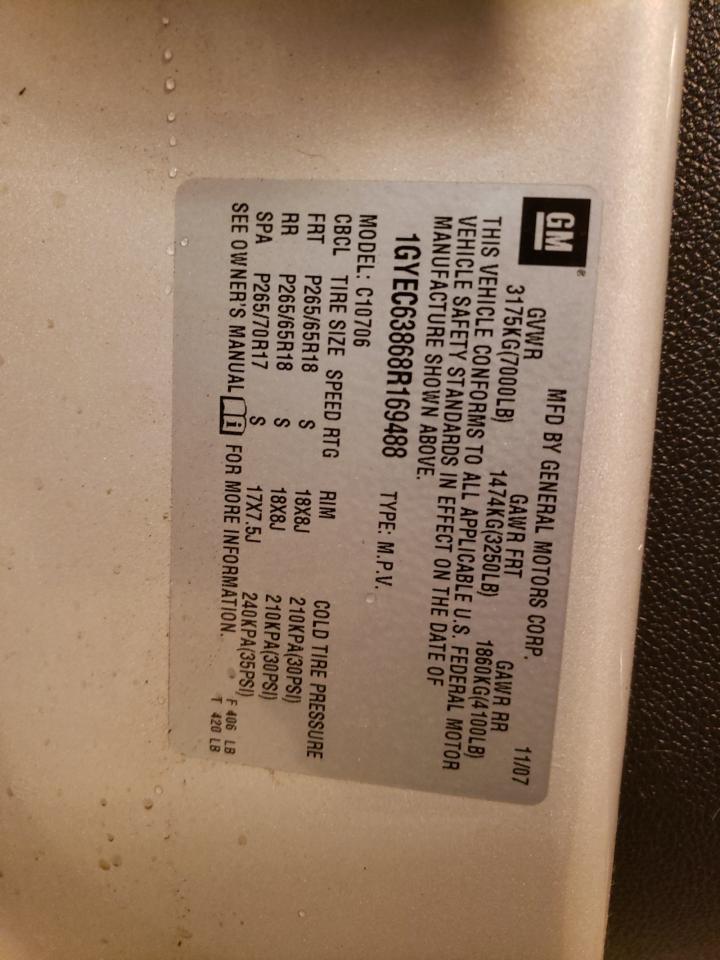 GM®
MFD BY GENERAL MOTORS CORP. 11/07
GVWR GAWR FRT GAWR RR
3175KG(7000LB) 1474KG(3250LB) 1860KG(4100LB)
THIS VEHICLE CONFORMS TO ALL APPLICABLE U.S. FEDERAL MOTOR
VEHICLE SAFETY STANDARDS IN EFFECT ON THE DATE OF
MANUFACTURE SHOWN ABOVE.
1GYEC63868R169488 TYPE: M.P.V.
MODEL: C10706
CBCL TIRE SIZE SPEED RTG RIM COLD TIRE PRESSURE
FRT P265/65R18 S 18X8J 210KPA(30PSI)
RR P265/65R18 S 18X8J 210KPA(30PSI)
SPA P265/70R17 S 17X7.5J 240KPA(35PSI)
SEE OWNER'S MANUAL i FOR MORE INFORMATION.
F 406 LB
T 420 LB